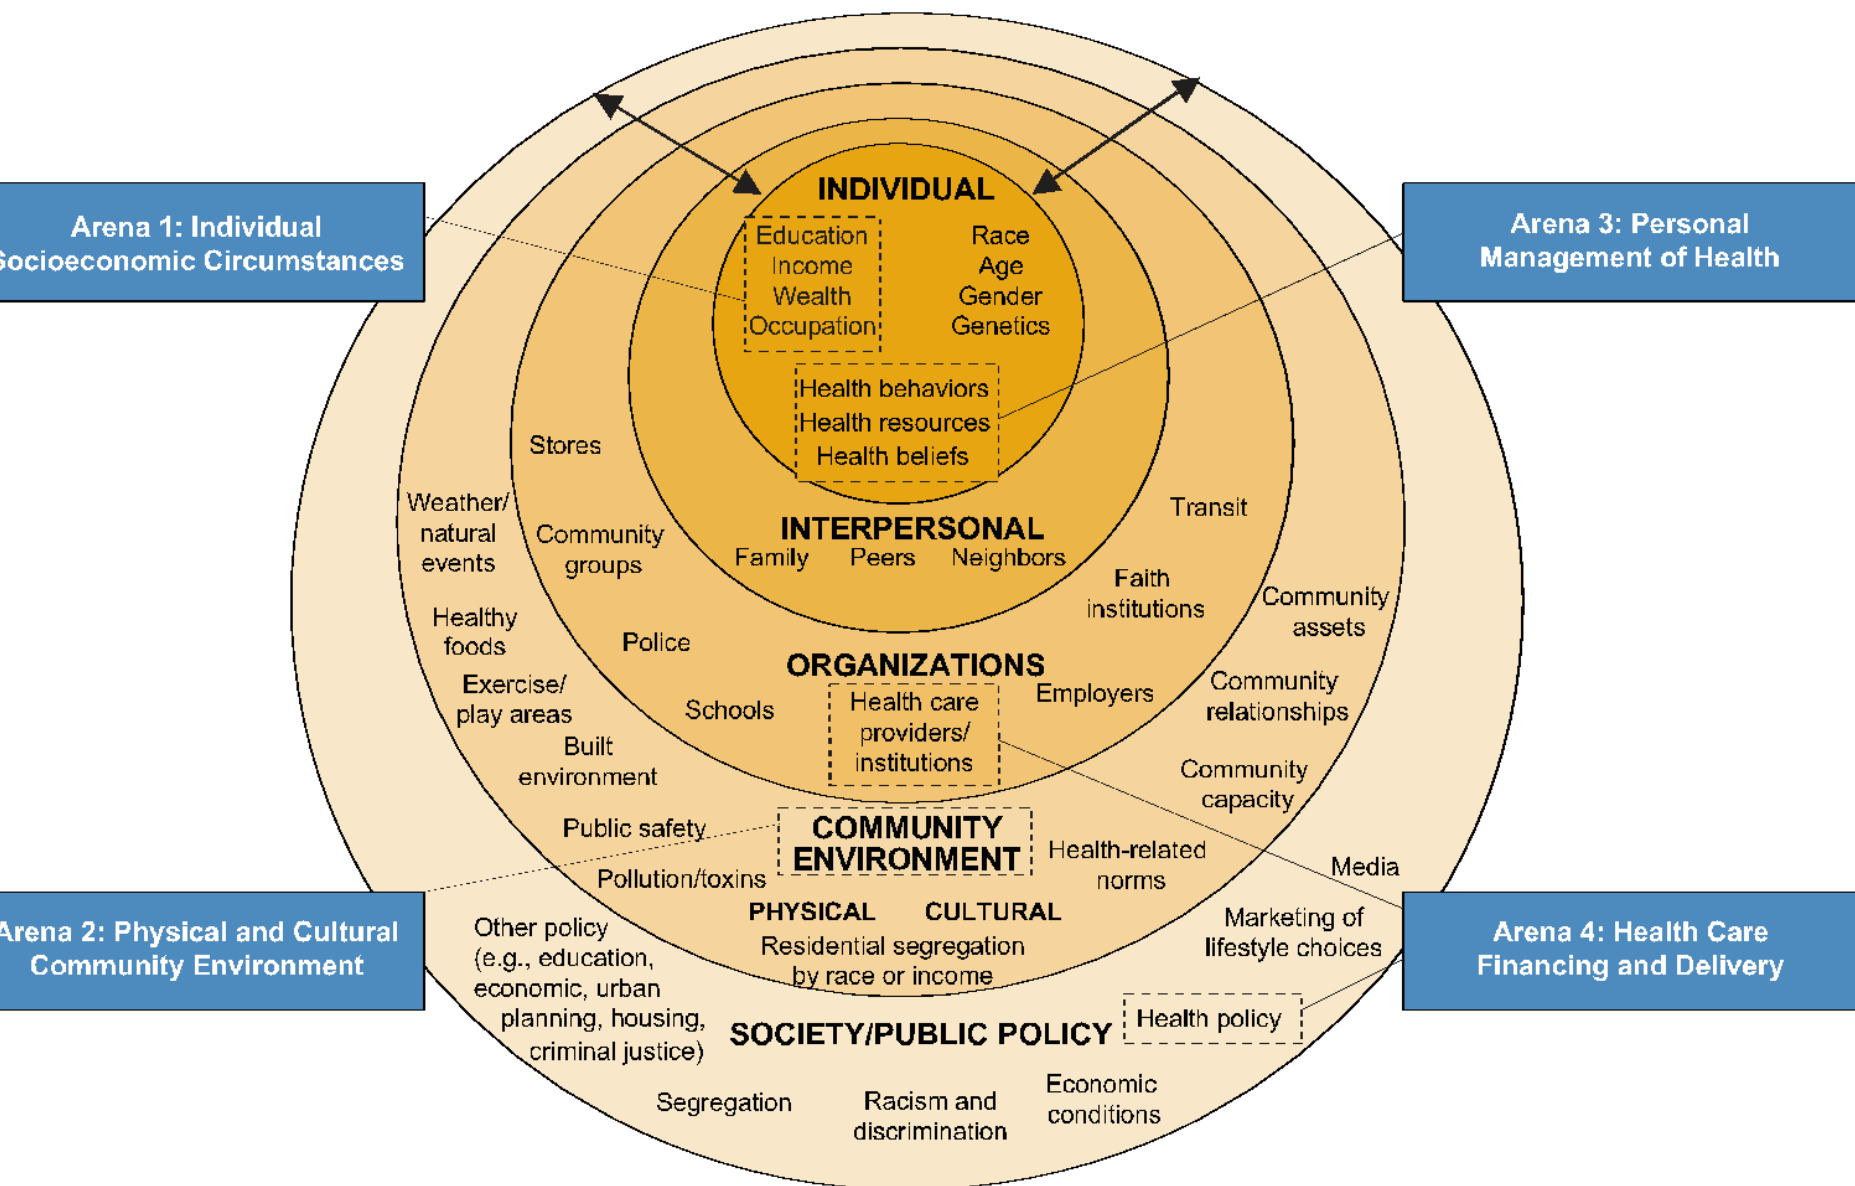 INDIVIDUAL
Arena 1: Individual
Socioeconomic Circumstances
Education
Income
Wealth
Occupation
Race
Age
Gender
Genetics
Arena 3: Personal
Management of Health
Health behaviors
Health resources
Health beliefs
INTERPERSONAL
Family Peers Neighbors
Stores
Community
groups
Police
Schools
Transit
Faith
institutions
Employers
ORGANIZATIONS
Health care
providers/
institutions
Weather/
natural
events
Healthy
foods
Exercise/
play areas
Built
environment
Public safety
Pollution/toxins
Community
assets
Community
relationships
Community
capacity
Health-related
norms
COMMUNITY
ENVIRONMENT
PHYSICAL CULTURAL
Residential segregation
by race or income
Arena 2: Physical and Cultural
Community Environment
Arena 4: Health Care
Financing and Delivery
Media
Marketing of
lifestyle choices
Other policy
(e.g., education,
economic, urban
planning, housing,
criminal justice)
SOCIETY/PUBLIC POLICY
Health policy
Segregation
Racism and
discrimination
Economic
conditions